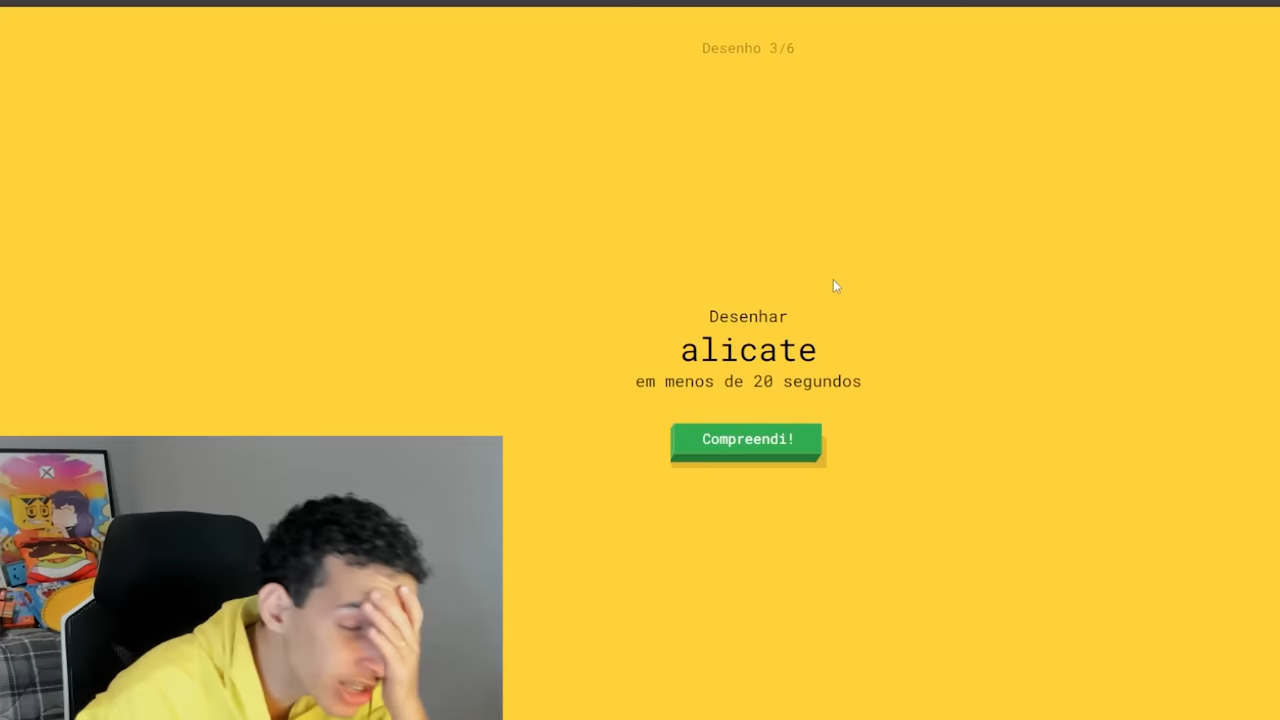 Desenho 3/6
Desenhar
alicate
em menos de 20 segundos
Compreendi!